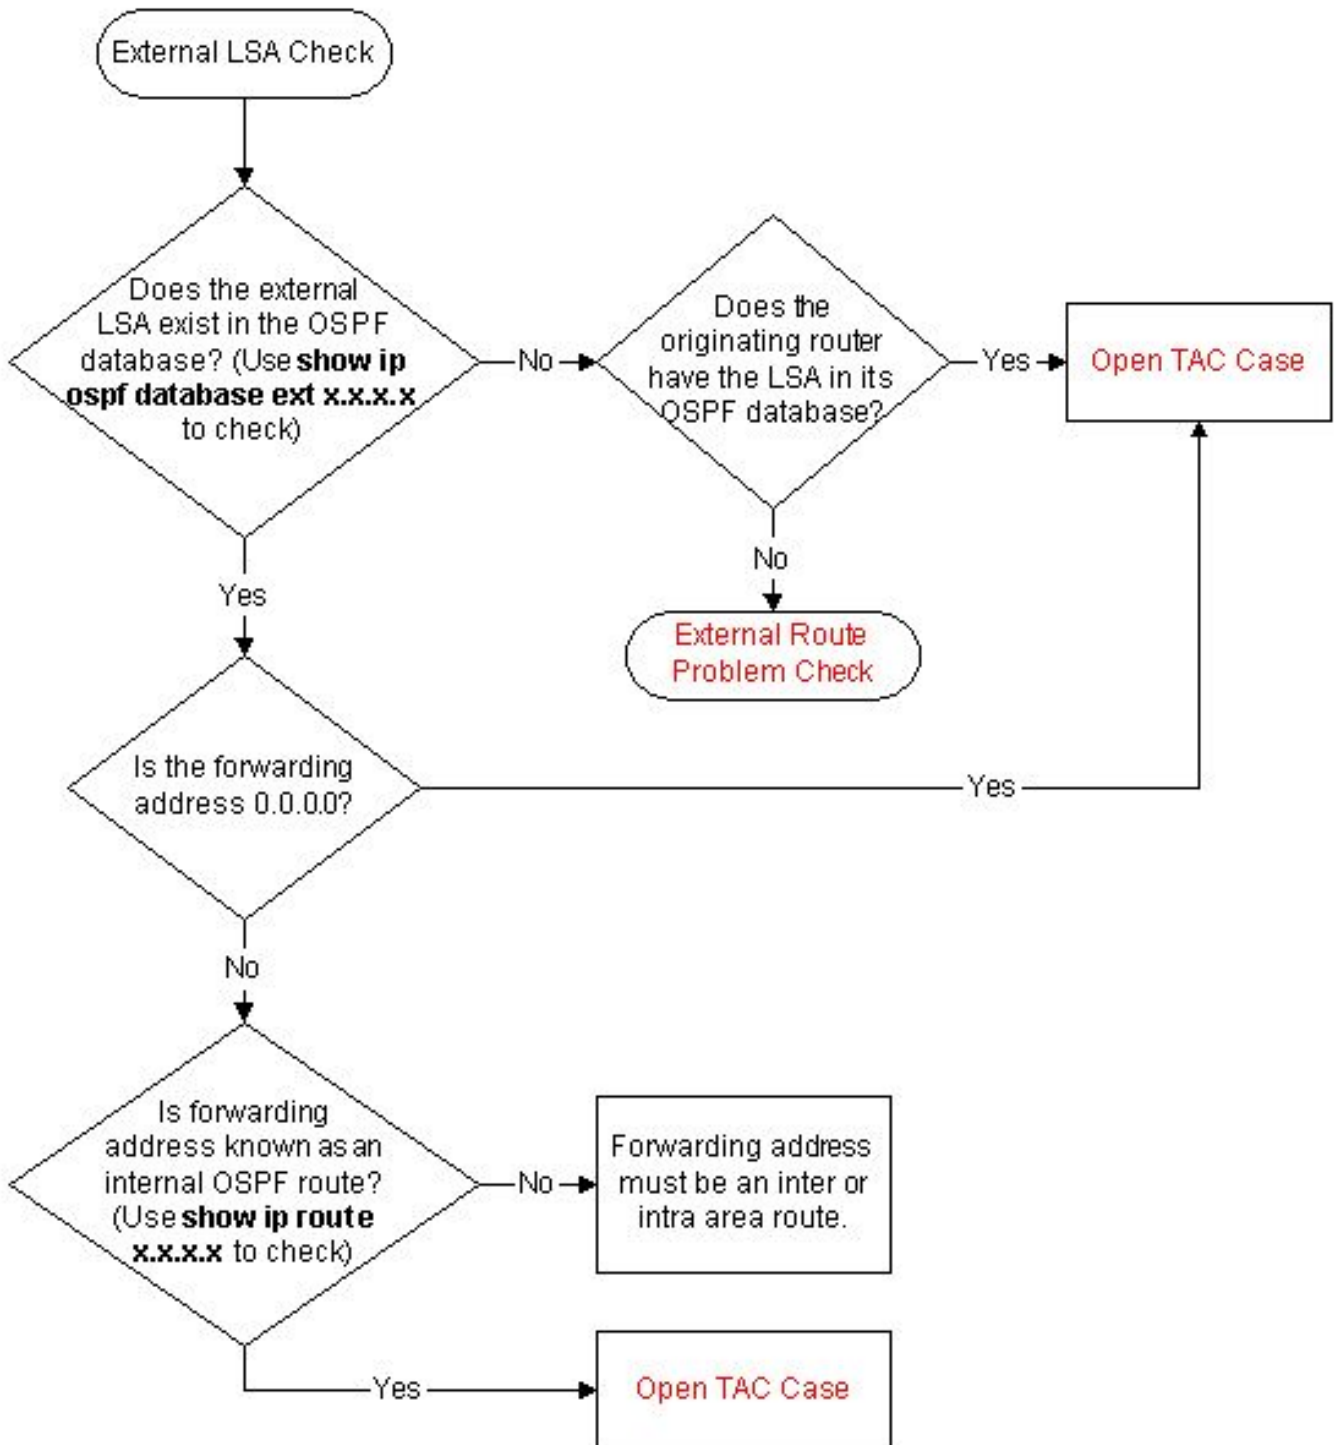 External LSA Check
Does the external
LSA exist in the OSPF
database? (Use show ip
ospf database ext x.x.x.x
to check)
No
Does the
originating router
have the LSA in its
OSPF database?
Yes
Open TAC Case
No
External Route
Problem Check
Yes
Is the forwarding
address 0.0.0.0?
Yes
No
Is forwarding
address known as an
internal OSPF route?
(Use show ip route
x.x.x.x to check)
No
Forwarding address
must be an inter or
intra area route.
Yes
Open TAC Case